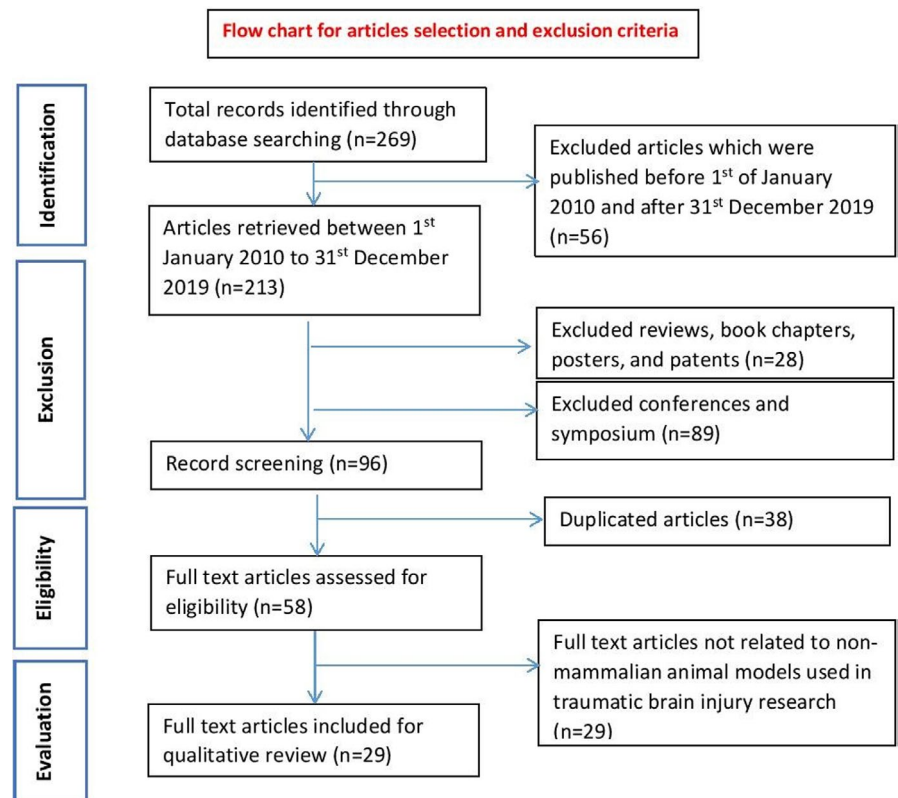 Flow chart for articles selection and exclusion criteria
Identification
Total records identified through
database searching (n=269)
Excluded articles which were
published before 1st of January
2010 and after 31st December 2019
(n=56)
Articles retrieved between 1st
January 2010 to 31st December
2019 (n=213)
Exclusion
Excluded reviews, book chapters,
posters, and patents (n=28)
Excluded conferences and
symposium (n=89)
Record screening (n=96)
Eligibility
Duplicated articles (n=38)
Full text articles assessed for
eligibility (n=58)
Evaluation
Full text articles not related to non-
mammalian animal models used in
traumatic brain injury research
(n=29)
Full text articles included for
qualitative review (n=29)